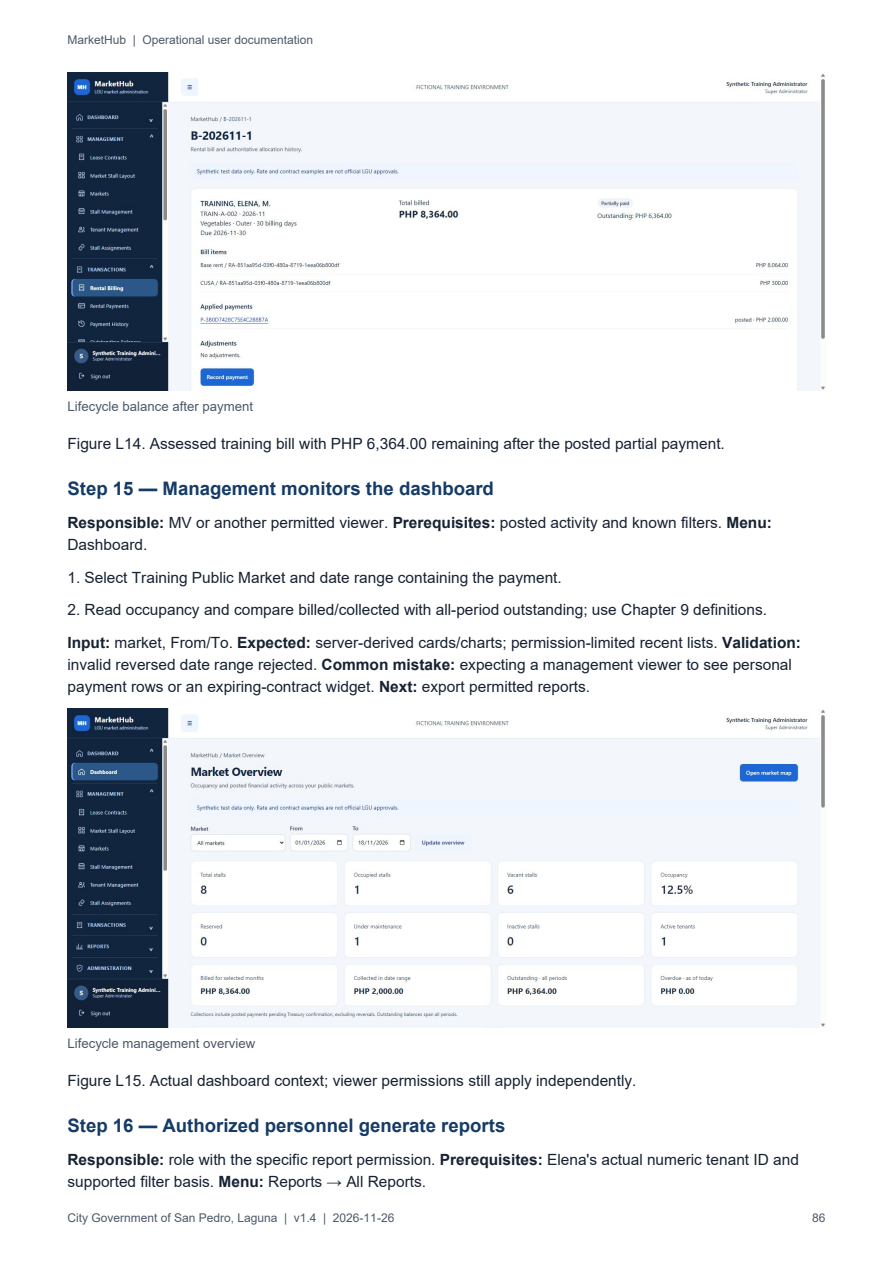 MarketHub | Operational user documentation
MH MarketHub
LGU market administration
☰
FICTIONAL TRAINING ENVIRONMENT
Synthetic Training Administrator
Super Administrator
DASHBOARD
MANAGEMENT
Lease Contracts
Market Stall Layout
Markets
Stall Management
Tenant Management
Stall Assignments
TRANSACTIONS
Rental Billing
Rental Payments
Payment History
S Synthetic Training Admini...
Super Administrator
Sign out
MarketHub / B-202611-1
B-202611-1
Rental bill and authoritative allocation history.
Synthetic test data only. Rate and contract examples are not official LGU approvals.
TRAINING, ELENA, M.
TRAIN-A-002 · 2026-11
Vegetables · Outer · 30 billing days
Due 2026-11-30
Total billed
PHP 8,364.00
Partially paid
Outstanding: PHP 6,364.00
Bill items
Base rent / RA-851aa95d-03f0-480a-8719-1eea06b800df PHP 8,064.00
CUSA / RA-851aa95d-03f0-480a-8719-1eea06b800df PHP 300.00
Applied payments
posted · PHP 2,000.00
Adjustments
No adjustments.
Record payment
Lifecycle balance after payment
Figure L14. Assessed training bill with PHP 6,364.00 remaining after the posted partial payment.
Step 15 — Management monitors the dashboard
Responsible: MV or another permitted viewer. Prerequisites: posted activity and known filters. Menu:
Dashboard.
1. Select Training Public Market and date range containing the payment.
2. Read occupancy and compare billed/collected with all-period outstanding; use Chapter 9 definitions.
Input: market, From/To. Expected: server-derived cards/charts; permission-limited recent lists. Validation:
invalid reversed date range rejected. Common mistake: expecting a management viewer to see personal
payment rows or an expiring-contract widget. Next: export permitted reports.
MH MarketHub
LGU market administration
☰
FICTIONAL TRAINING ENVIRONMENT
Synthetic Training Administrator
Super Administrator
DASHBOARD
Dashboard
MANAGEMENT
Lease Contracts
Market Stall Layout
Markets
Stall Management
Tenant Management
Stall Assignments
TRANSACTIONS
REPORTS
ADMINISTRATION
S Synthetic Training Admini...
Super Administrator
Sign out
MarketHub / Market Overview
Market Overview
Occupancy and posted financial activity across your public markets.
Open market map
Synthetic test data only. Rate and contract examples are not official LGU approvals.
Market From To
All markets 01/01/2026 18/11/2026 Update overview
Total stalls Occupied stalls Vacant stalls Occupancy
8 1 6 12.5%
Reserved Under maintenance Inactive stalls Active tenants
0 1 0 1
Billed for selected months Collected in date range Outstanding · all periods Overdue · as of today
PHP 8,364.00 PHP 2,000.00 PHP 6,364.00 PHP 0.00
Collections include posted payments pending Treasury confirmation, excluding reversals. Outstanding balances span all periods.
Lifecycle management overview
Figure L15. Actual dashboard context; viewer permissions still apply independently.
Step 16 — Authorized personnel generate reports
Responsible: role with the specific report permission. Prerequisites: Elena's actual numeric tenant ID and
supported filter basis. Menu: Reports → All Reports.
City Government of San Pedro, Laguna | v1.4 | 2026-11-26 86